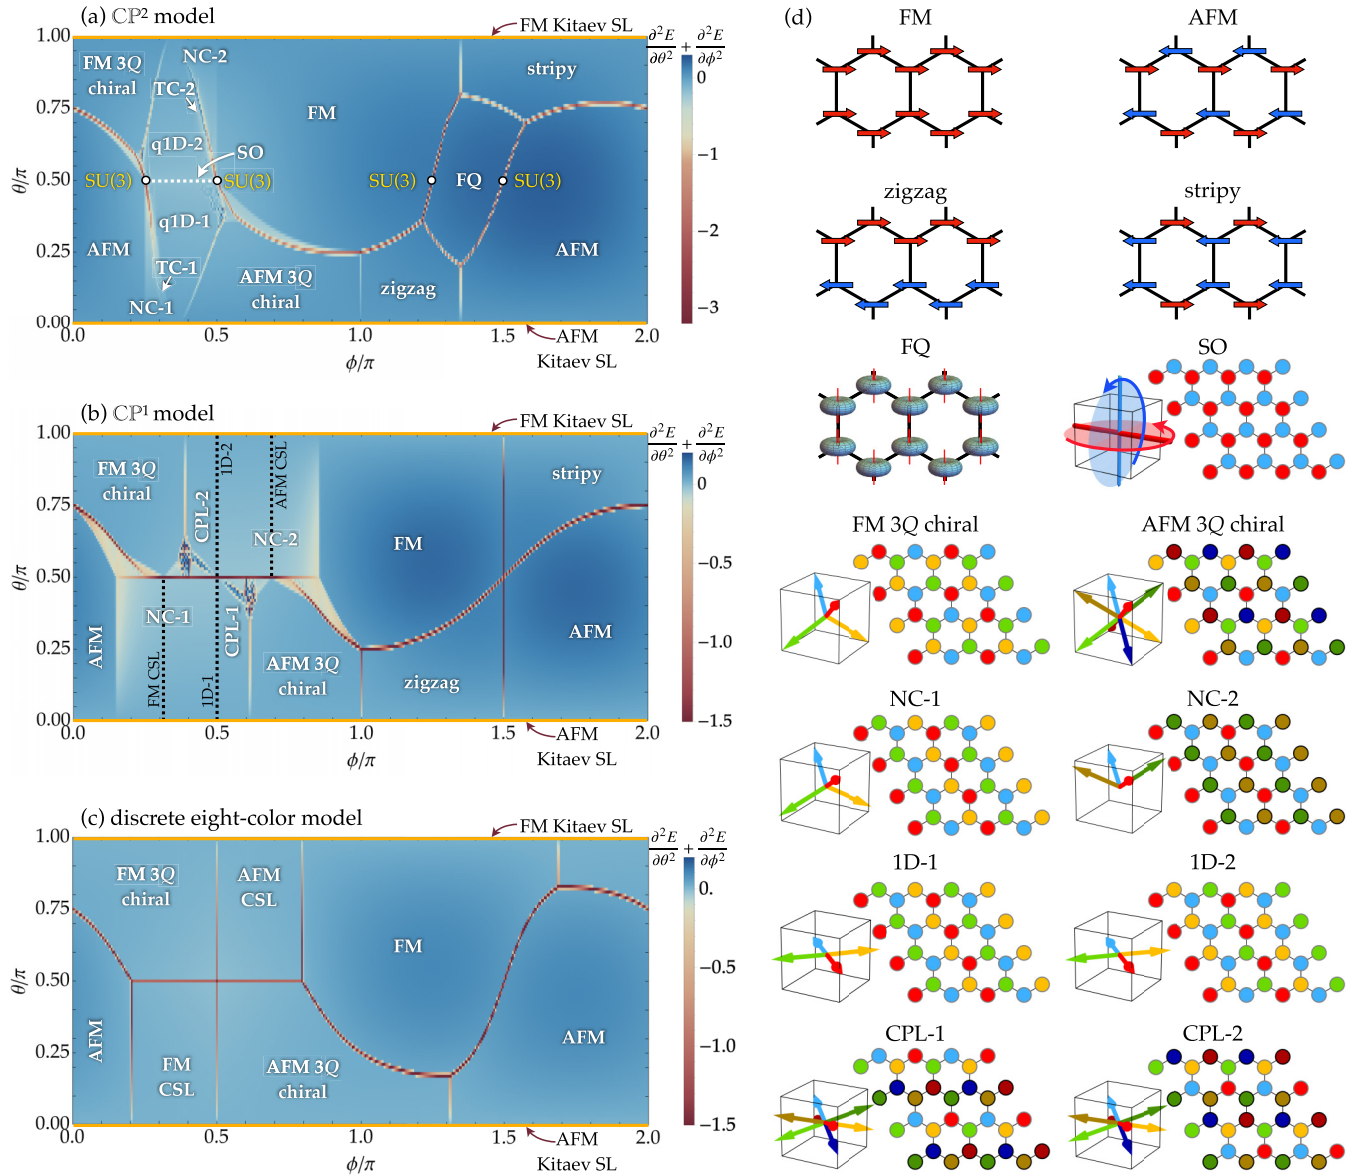 (a) ℂℙ² model
FM Kitaev SL
∂²E/∂θ² + ∂²E/∂ϕ²
1.00
0.75
0.50
0.25
0.00
θ/π
FM 3Q
chiral
NC-2
TC-2
q1D-2
SO
FM
stripy
SU(3)
SU(3)
SU(3)
FQ
SU(3)
q1D-1
AFM
TC-1
NC-1
AFM 3Q
chiral
zigzag
AFM
0
−1
−2
−3
0.0
0.5
1.0
1.5
2.0
ϕ/π
AFM
Kitaev SL
(b) ℂℙ¹ model
FM Kitaev SL
∂²E/∂θ² + ∂²E/∂ϕ²
1.00
0.75
0.50
0.25
0.00
θ/π
FM 3Q
chiral
CPL-2
1D-2
AFM CSL
NC-2
FM
stripy
AFM
NC-1
FM CSL
1D-1
CPL-1
AFM 3Q
chiral
zigzag
AFM
0
−0.5
−1.0
−1.5
0.0
0.5
1.0
1.5
2.0
ϕ/π
AFM
Kitaev SL
(c) discrete eight-color model
FM Kitaev SL
∂²E/∂θ² + ∂²E/∂ϕ²
1.00
0.75
0.50
0.25
0.00
θ/π
FM 3Q
chiral
AFM
CSL
FM
AFM
FM
CSL
AFM 3Q
chiral
AFM
0.
−0.5
−1.0
−1.5
0.0
0.5
1.0
1.5
2.0
ϕ/π
AFM
Kitaev SL
(d)
FM
AFM
zigzag
stripy
FQ
SO
FM 3Q chiral
AFM 3Q chiral
NC-1
NC-2
1D-1
1D-2
CPL-1
CPL-2